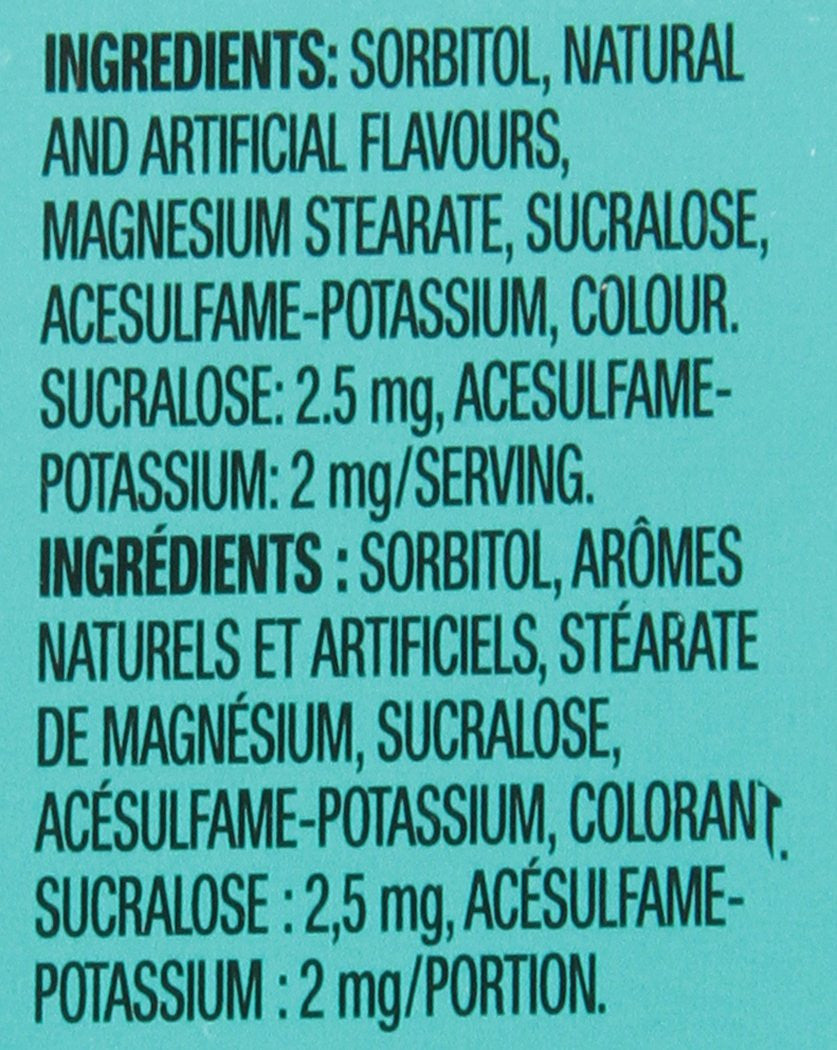 INGREDIENTS: SORBITOL, NATURAL
AND ARTIFICIAL FLAVOURS,
MAGNESIUM STEARATE, SUCRALOSE,
ACESULFAME-POTASSIUM, COLOUR.
SUCRALOSE: 2.5 mg, ACESULFAME-
POTASSIUM: 2 mg/SERVING.
INGRÉDIENTS : SORBITOL, ARÔMES
NATURELS ET ARTIFICIELS, STÉARATE
DE MAGNÉSIUM, SUCRALOSE,
ACÉSULFAME-POTASSIUM, COLORANT.
SUCRALOSE : 2,5 mg, ACÉSULFAME-
POTASSIUM : 2 mg/PORTION.